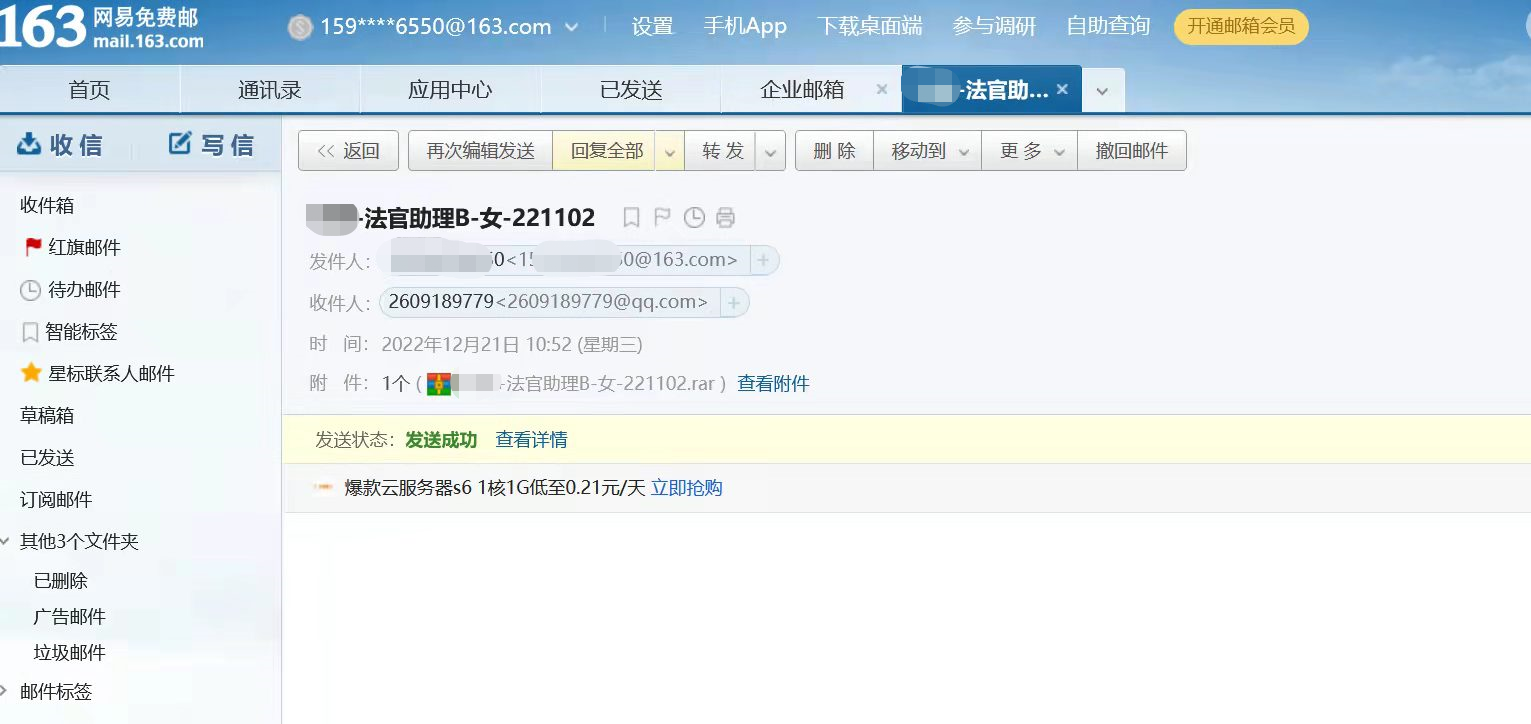 163 网易免费邮
mail.163.com
159****6550@163.com
设置 手机App 下载桌面端 参与调研 自助查询 开通邮箱会员
首页 通讯录 应用中心 已发送 企业邮箱 × -法官助... ×
收信 写信
<< 返回 再次编辑发送 回复全部 转发 删除 移动到 更多 撤回邮件
收件箱
红旗邮件
待办邮件
智能标签
星标联系人邮件
草稿箱
已发送
订阅邮件
其他3个文件夹
已删除
广告邮件
垃圾邮件
邮件标签
-法官助理B-女-221102
发件人: 0<15 50@163.com> +
收件人: 2609189779<2609189779@qq.com> +
时 间: 2022年12月21日 10:52 (星期三)
附 件: 1个 ( -法官助理B-女-221102.rar ) 查看附件
发送状态: 发送成功 查看详情
爆款云服务器s6 1核1G低至0.21元/天 立即抢购